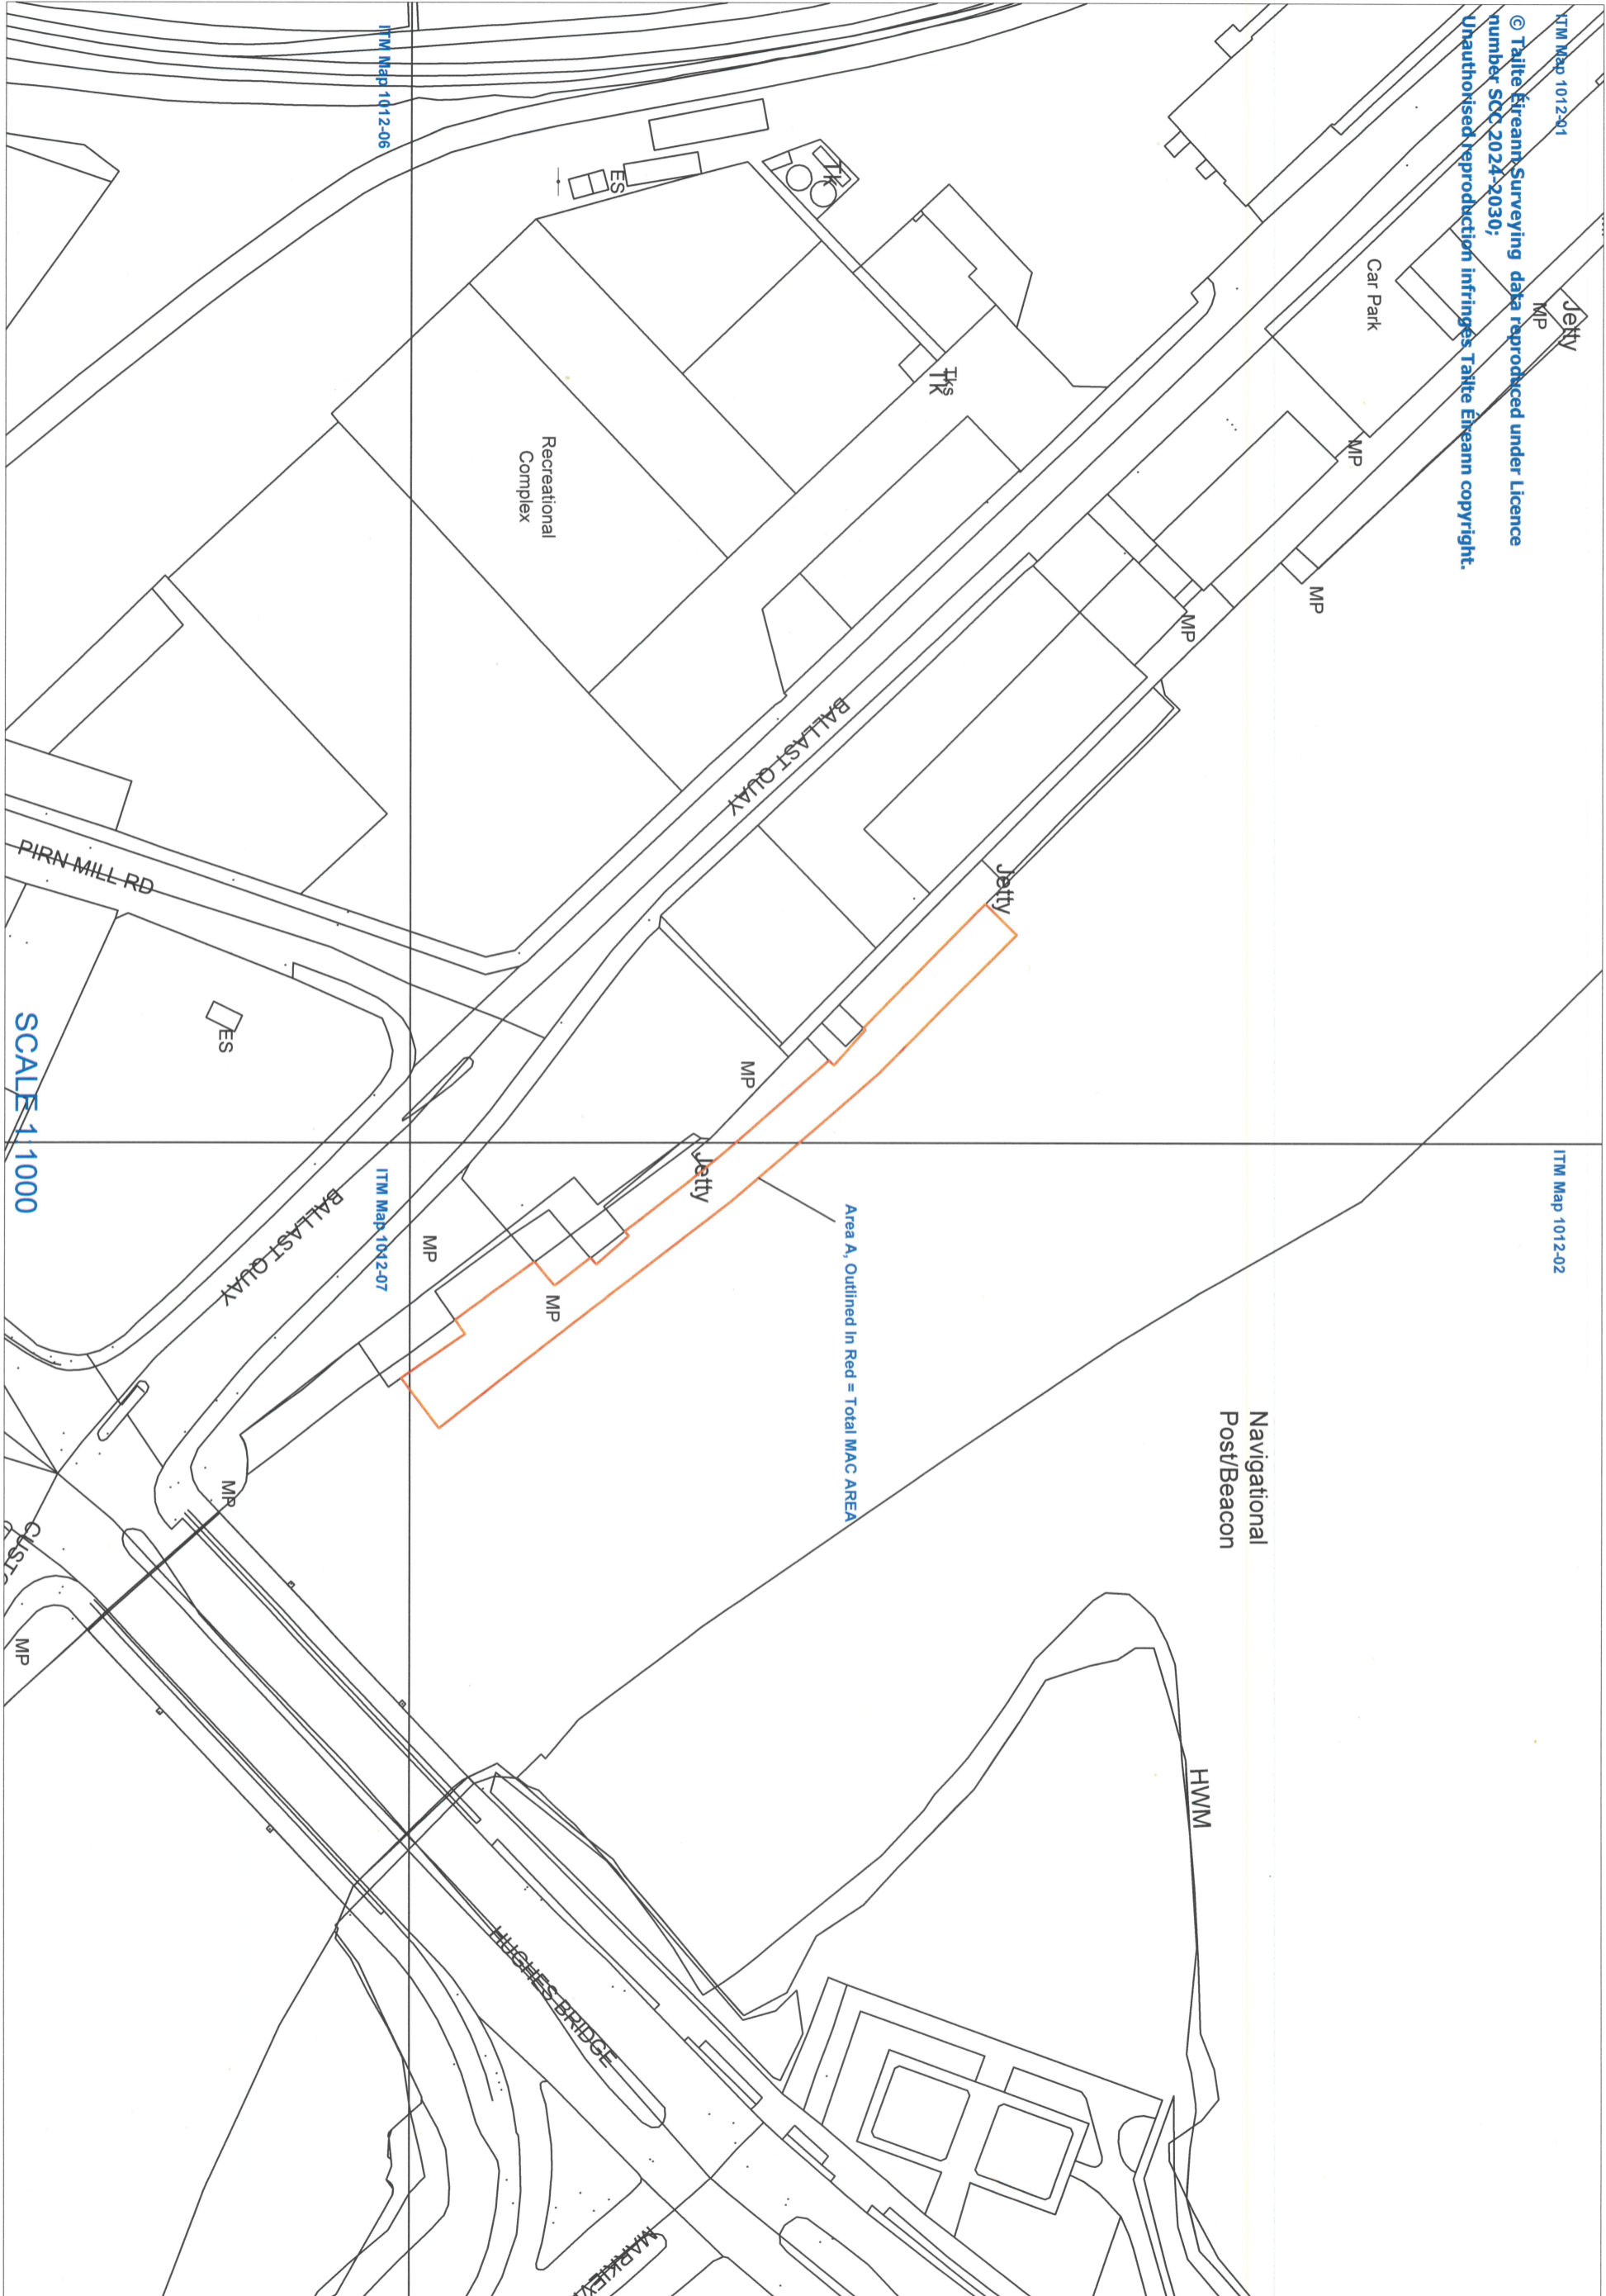 ITM Map 1012-01
© Tailte Éireann Surveying data reproduced under Licence
number SCC 2024-2030;
Unauthorised reproduction infringes Tailte Éireann copyright.
Jetty
MP
Car Park
MP
MP
MP
Tk
ES
Tks
Tk
Recreational
Complex
ITM Map 1012-06
BALLAST QUAY
PIRN MILL RD
Jetty
ES
MP
SCALE 1:1000
ITM Map 1012-02
Jetty
Area A, Outlined In Red = Total MAC AREA
ITM Map 1012-07
MP
MP
BALLAST QUAY
Navigational
Post/Beacon
MP
MP
HWM
HUGHES BRIDGE